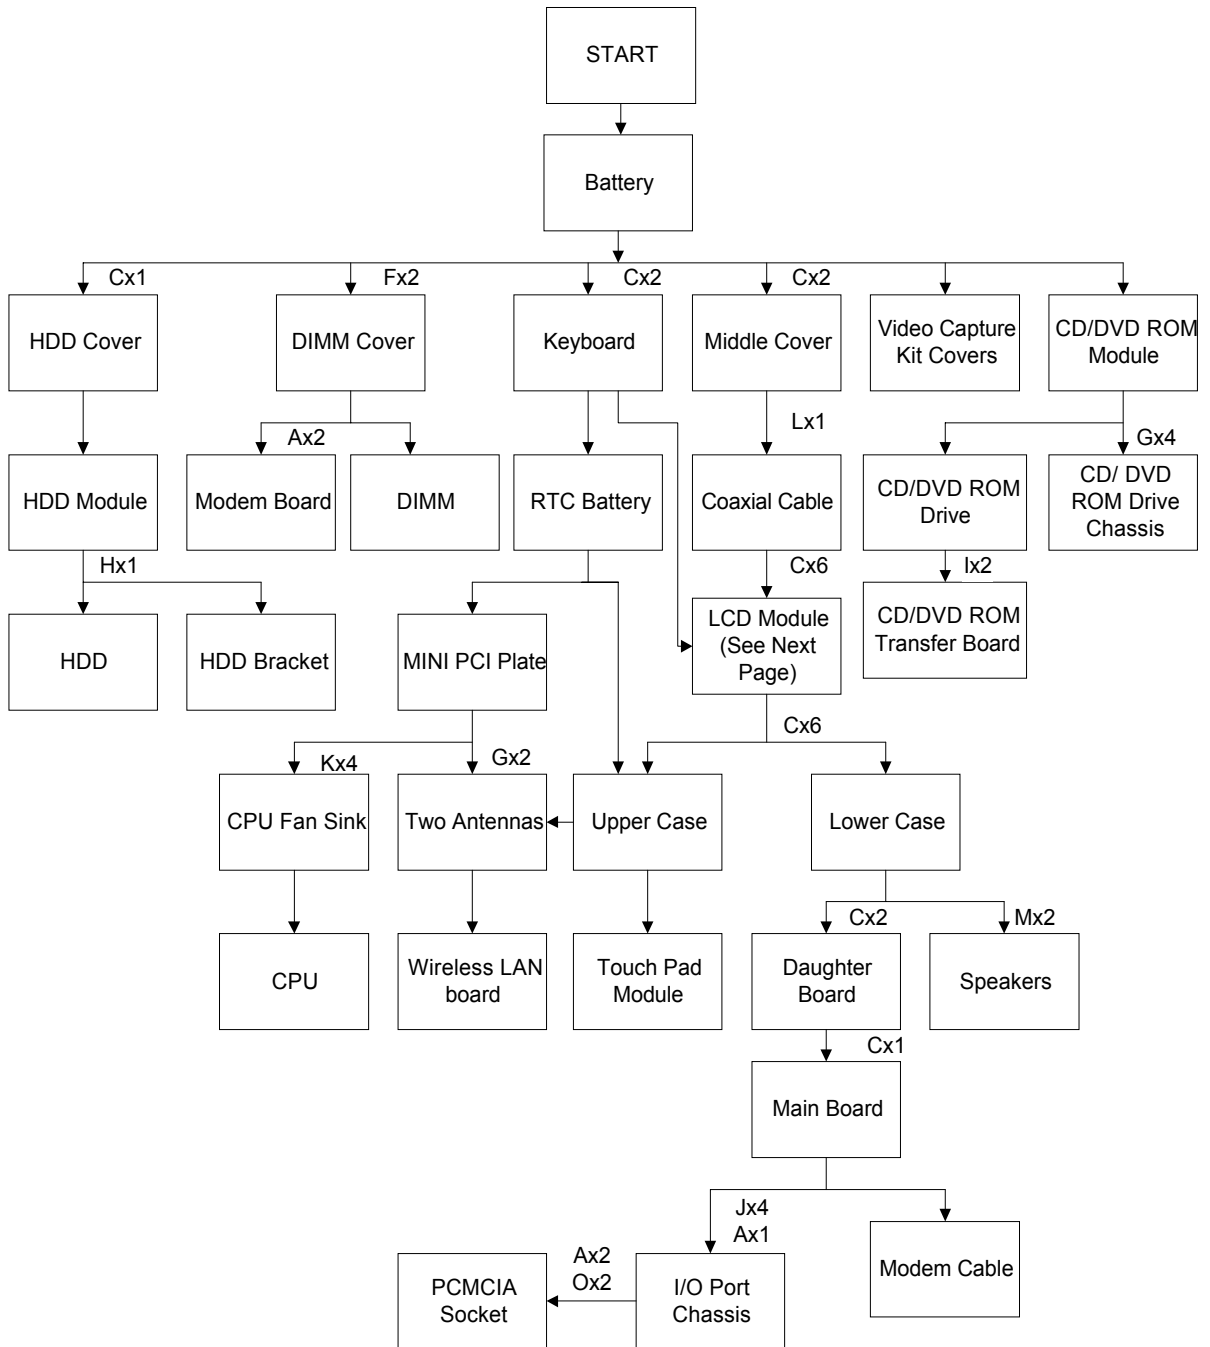 START
Battery
Cx1
Fx2
Cx2
Cx2
HDD Cover
DIMM Cover
Keyboard
Middle Cover
Video Capture
Kit Covers
CD/DVD ROM
Module
Ax2
Lx1
Gx4
HDD Module
Modem Board
DIMM
RTC Battery
Coaxial Cable
CD/DVD ROM
Drive
CD/ DVD
ROM Drive
Chassis
Hx1
Cx6
Ix2
HDD
HDD Bracket
MINI PCI Plate
LCD Module
(See Next
Page)
CD/DVD ROM
Transfer Board
Kx4
Gx2
Cx6
CPU Fan Sink
Two Antennas
Upper Case
Lower Case
Cx2
Mx2
CPU
Wireless LAN
board
Touch Pad
Module
Daughter
Board
Speakers
Cx1
Main Board
Jx4
Ax1
Modem Cable
Ax2
Ox2
PCMCIA
Socket
I/O Port
Chassis